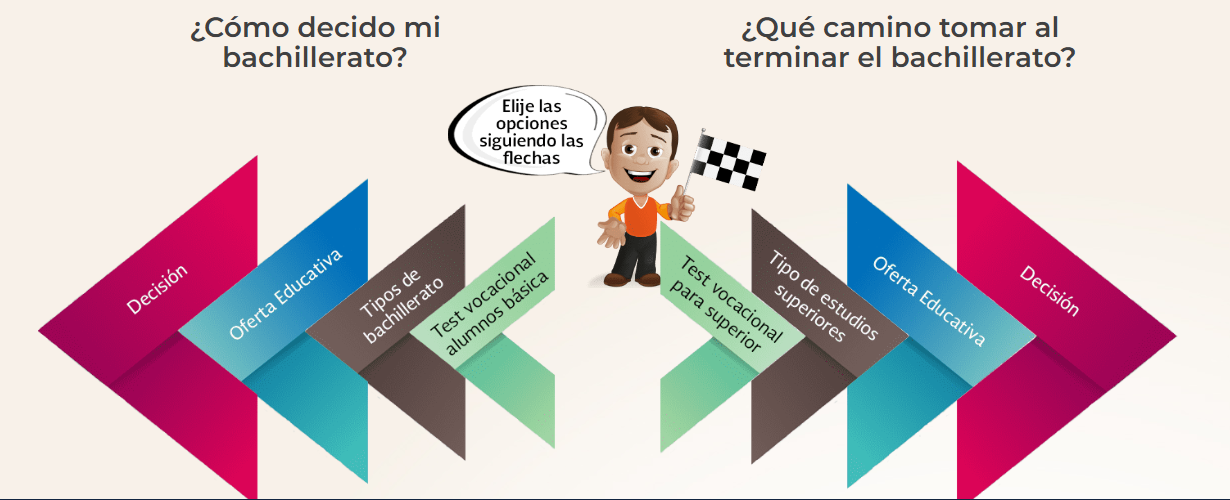 ¿Cómo decido mi
bachillerato?
¿Qué camino tomar al
terminar el bachillerato?
Elije las
opciones
siguiendo las
flechas
Decisión
Oferta Educativa
Tipos de
bachillerato
Test vocacional
alumnos básica
Test vocacional
para superior
Tipo de estudios
superiores
Oferta Educativa
Decisión